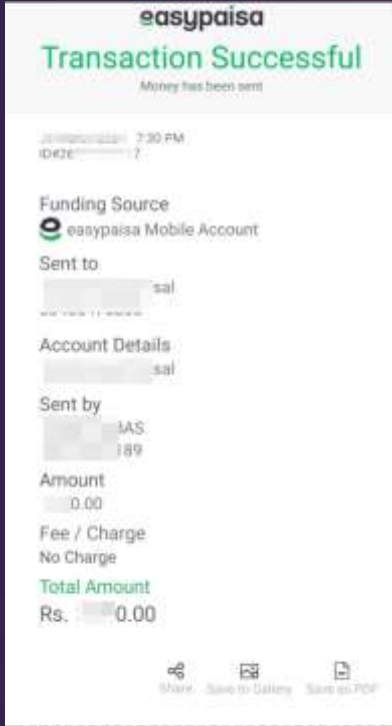 easypaisa
Transaction Successful
Money has been sent
7:30 PM
Funding Source
easypaisa Mobile Account
Sent to
sal
Account Details
sal
Sent by
AS
189
Amount
0.00
Fee / Charge
No Charge
Total Amount
Rs. 0.00
Share Save to Gallery Save as PDF